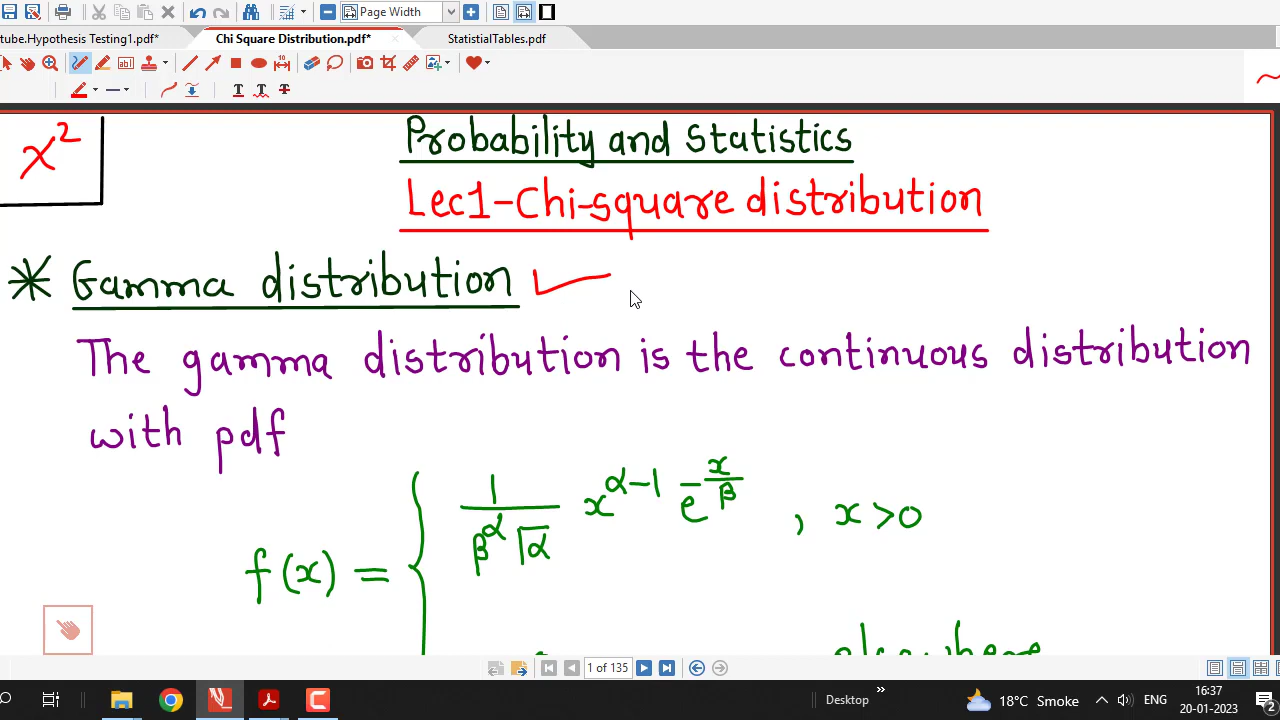 Page Width
tube.Hypothesis Testing1.pdf*
Chi Square Distribution.pdf*
StatistialTables.pdf
x²
Probability and Statistics
Lec1-Chi-square distribution
* Gamma distribution ✓
The gamma distribution is the continuous distribution
with pdf
f(x) = { 1/(β^α √α) x^(α-1) e^(-x/β) , x>0
elsewhere
1 of 135
Desktop
18°C Smoke
ENG
16:37
20-01-2023
2